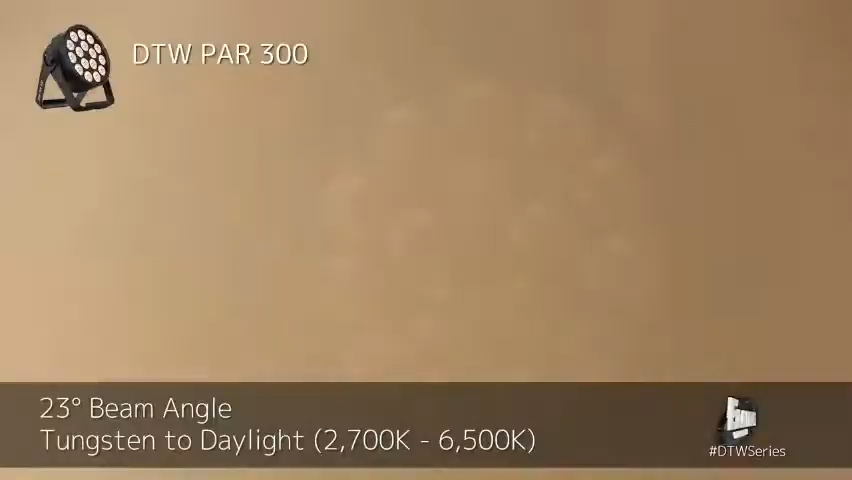 DTW PAR 300
23° Beam Angle
Tungsten to Daylight (2,700K - 6,500K)
#DTWSeries